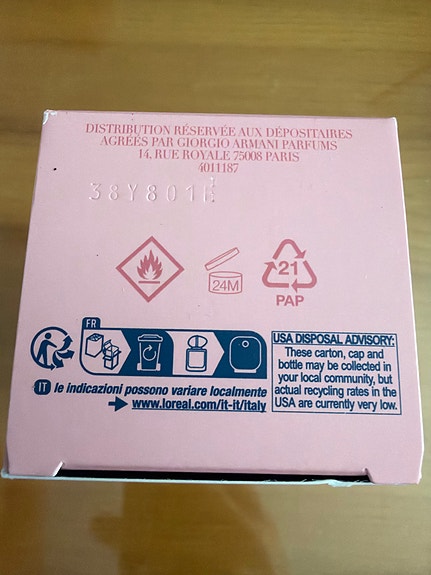 DISTRIBUTION RÉSERVÉE AUX DÉPOSITAIRES
AGRÉÉS PAR GIORGIO ARMANI PARFUMS
14, RUE ROYALE 75008 PARIS
4011187
38Y801E
24M
21
PAP
FR
IT le indicazioni possono variare localmente
www.loreal.com/it-it/italy
USA DISPOSAL ADVISORY:
These carton, cap and
bottle may be collected in
your local community, but
actual recycling rates in the
USA are currently very low.